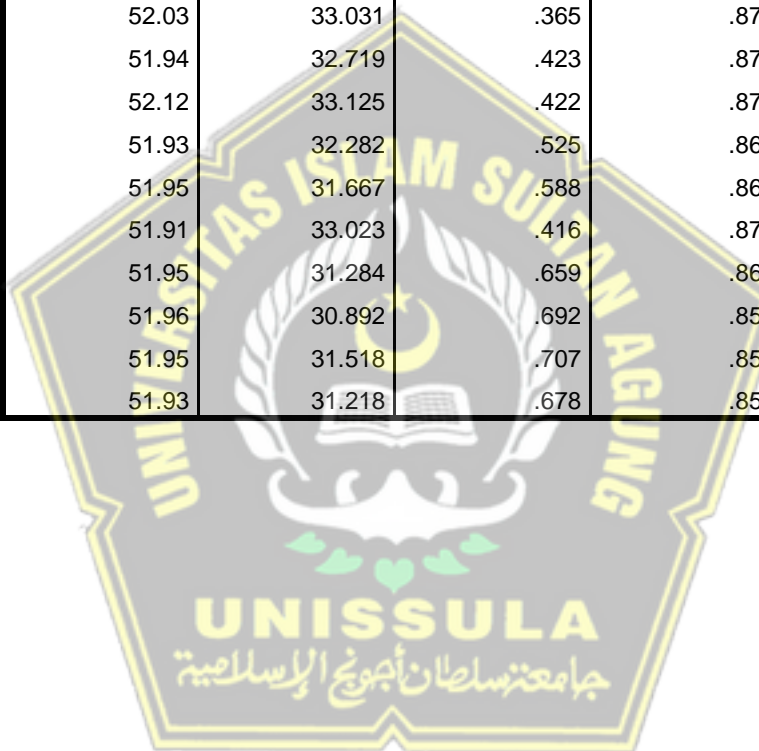 52.03 33.031 .365 .87
51.94 32.719 .423 .87
52.12 33.125 .422 .87
51.93 32.282 .525 .86
51.95 31.667 .588 .86
51.91 33.023 .416 .87
51.95 31.284 .659 .86
51.96 30.892 .692 .85
51.95 31.518 .707 .85
51.93 31.218 .678 .85
UNIVERSITAS ISLAM SULTAN AGUNG
UNISSULA
جامعتنسلطان أجونج الإسلامية